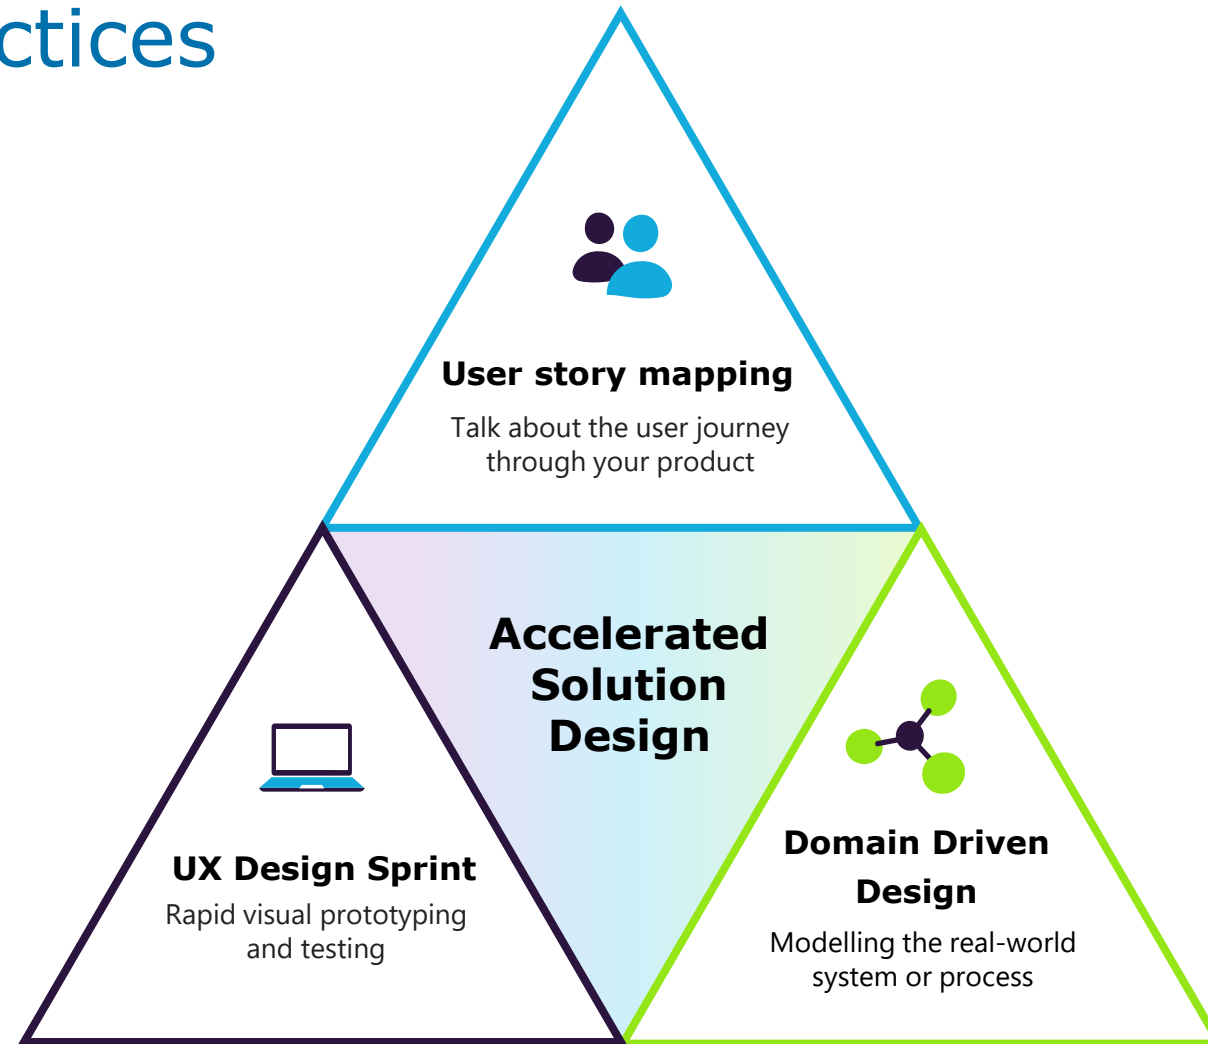 ctices
User story mapping
Talk about the user journey
through your product
Accelerated
Solution
Design
UX Design Sprint
Rapid visual prototyping
and testing
Domain Driven
Design
Modelling the real-world
system or process